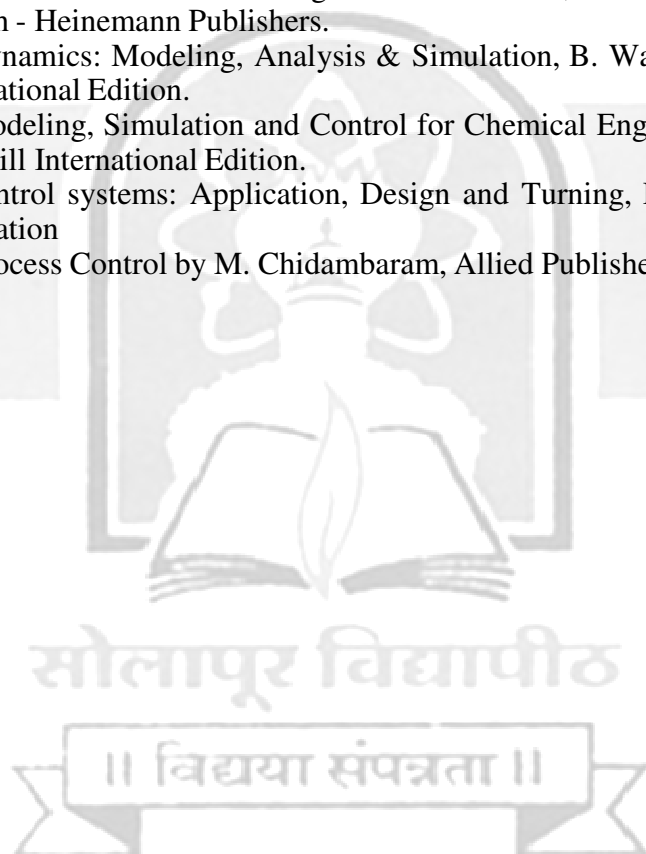 n - Heinemann Publishers.
ynamics: Modeling, Analysis & Simulation, B. Wa
ational Edition.
odeling, Simulation and Control for Chemical Eng
ill International Edition.
ntrol systems: Application, Design and Turning,
ation
ocess Control by M. Chidambaram, Allied Publishe
सोलापूर विद्यापीठ
|| विद्यया संपन्नता ||